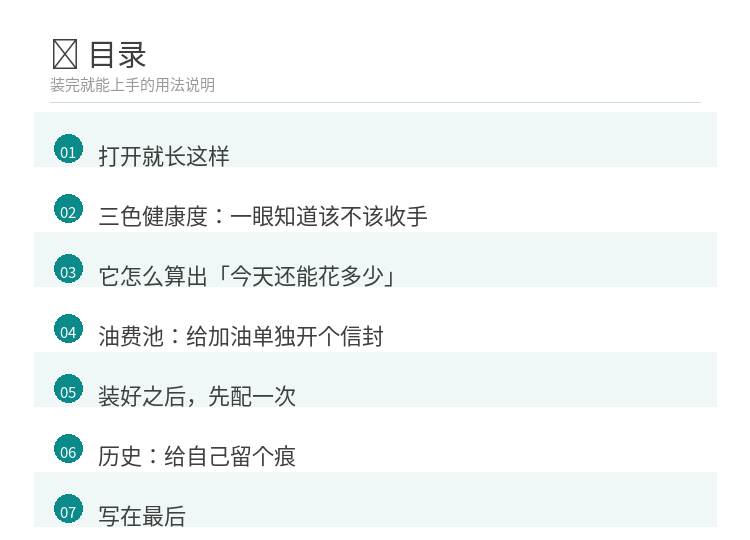 目录
装完就能上手的用法说明
01 打开就长这样
02 三色健康度：一眼知道该不该收手
03 它怎么算出「今天还能花多少」
04 油费池：给加油单独开个信封
05 装好之后，先配一次
06 历史：给自己留个痕
07 写在最后